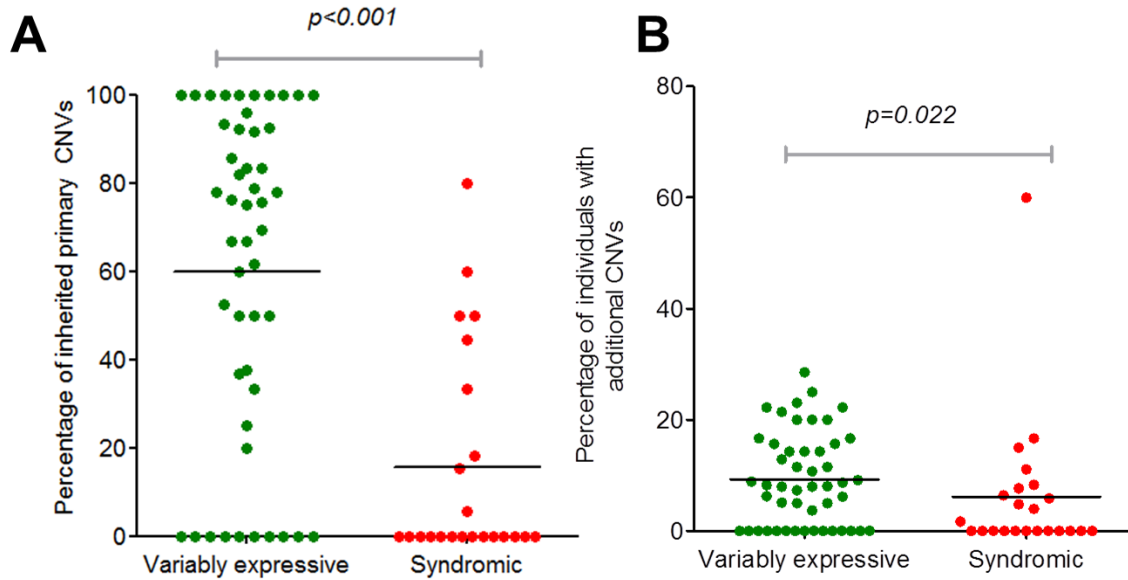 A
p<0.001
Percentage of inherited primary CNVs
100
80
60
40
20
0
Variably expressive
Syndromic
B
p=0.022
Percentage of individuals with
additional CNVs
80
60
40
20
0
Variably expressive
Syndromic